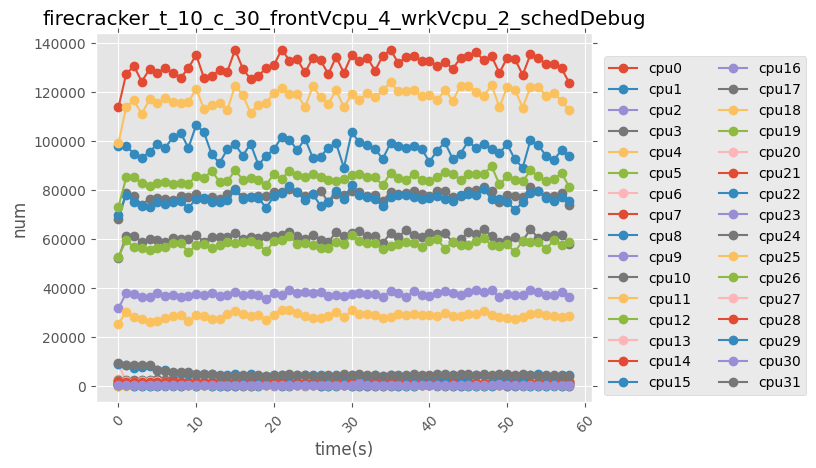 firecracker_t_10_c_30_frontVcpu_4_wrkVcpu_2_schedDebug
140000
120000
100000
80000
60000
40000
20000
0
num
0
10
20
30
40
50
60
time(s)
cpu0
cpu1
cpu2
cpu3
cpu4
cpu5
cpu6
cpu7
cpu8
cpu9
cpu10
cpu11
cpu12
cpu13
cpu14
cpu15
cpu16
cpu17
cpu18
cpu19
cpu20
cpu21
cpu22
cpu23
cpu24
cpu25
cpu26
cpu27
cpu28
cpu29
cpu30
cpu31